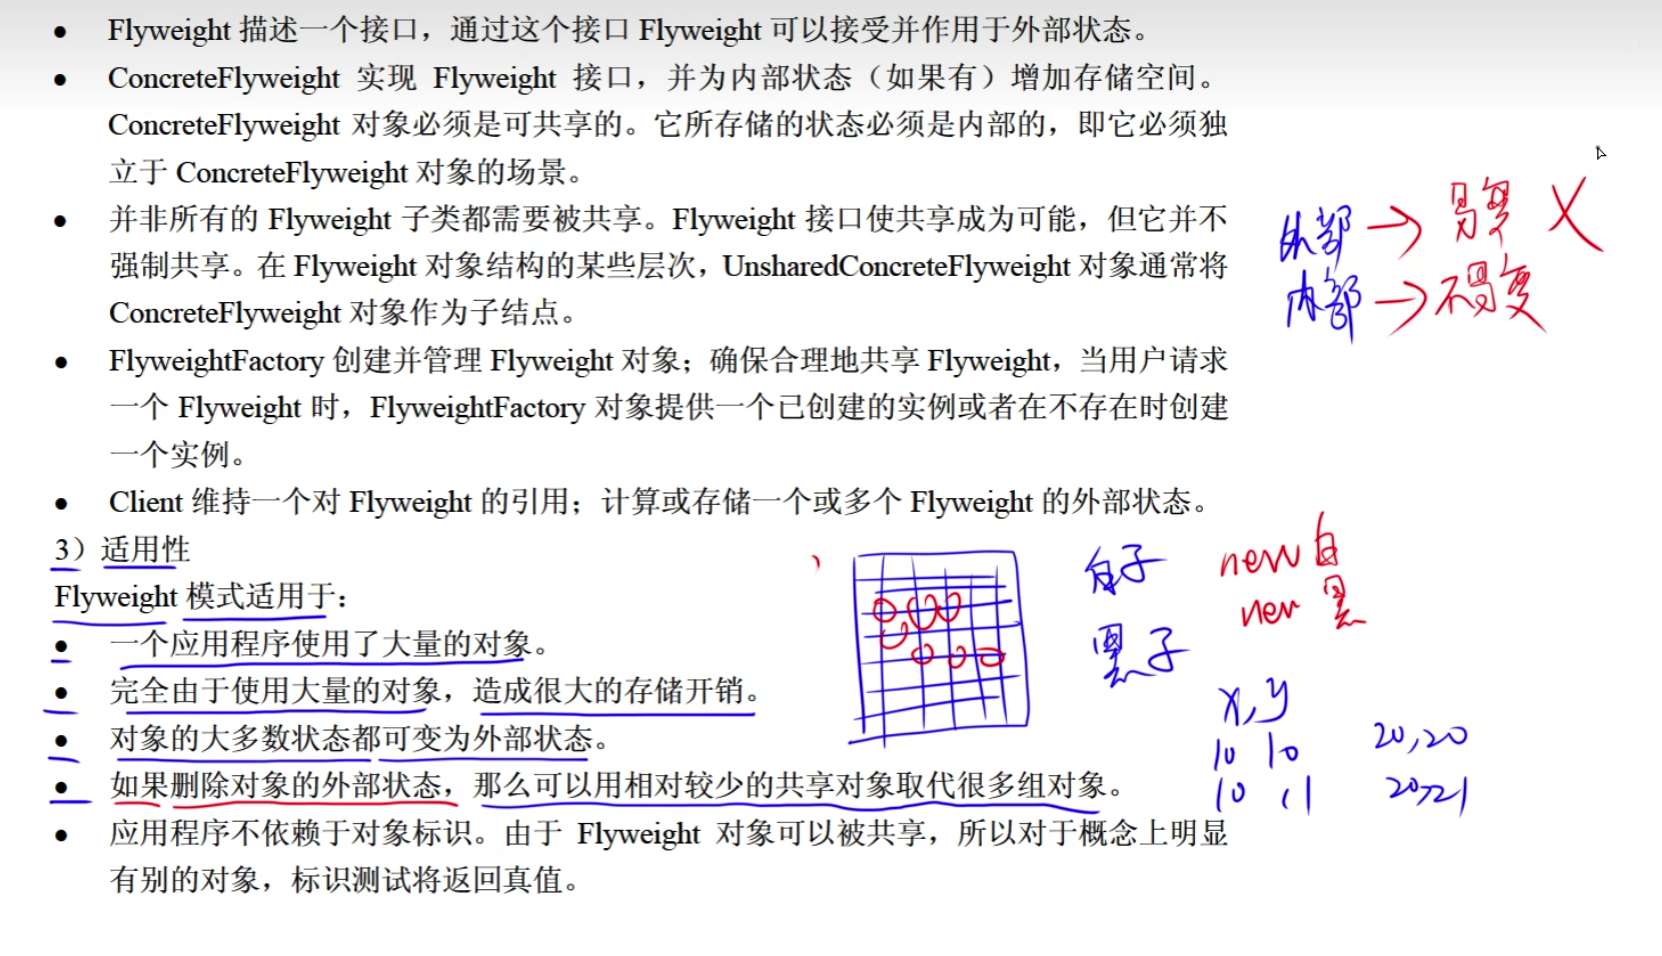 • Flyweight 描述一个接口，通过这个接口 Flyweight 可以接受并作用于外部状态。
• ConcreteFlyweight 实现 Flyweight 接口，并为内部状态（如果有）增加存储空间。
ConcreteFlyweight 对象必须是可共享的。它所存储的状态必须是内部的，即它必须独
立于 ConcreteFlyweight 对象的场景。
• 并非所有的 Flyweight 子类都需要被共享。Flyweight 接口使共享成为可能，但它并不
强制共享。在 Flyweight 对象结构的某些层次，UnsharedConcreteFlyweight 对象通常将
ConcreteFlyweight 对象作为子结点。
• FlyweightFactory 创建并管理 Flyweight 对象；确保合理地共享 Flyweight，当用户请求
一个 Flyweight 时，FlyweightFactory 对象提供一个已创建的实例或者在不存在时创建
一个实例。
• Client 维持一个对 Flyweight 的引用；计算或存储一个或多个 Flyweight 的外部状态。
3）适用性
Flyweight 模式适用于：
• 一个应用程序使用了大量的对象。
• 完全由于使用大量的对象，造成很大的存储开销。
• 对象的大多数状态都可变为外部状态。
• 如果删除对象的外部状态，那么可以用相对较少的共享对象取代很多组对象。
• 应用程序不依赖于对象标识。由于 Flyweight 对象可以被共享，所以对于概念上明显
有别的对象，标识测试将返回真值。
外部 → 易变 X
内部 → 不易变
白子 new 白
黑子 new 黑
x,y
10 10 20,20
10 11 20,21